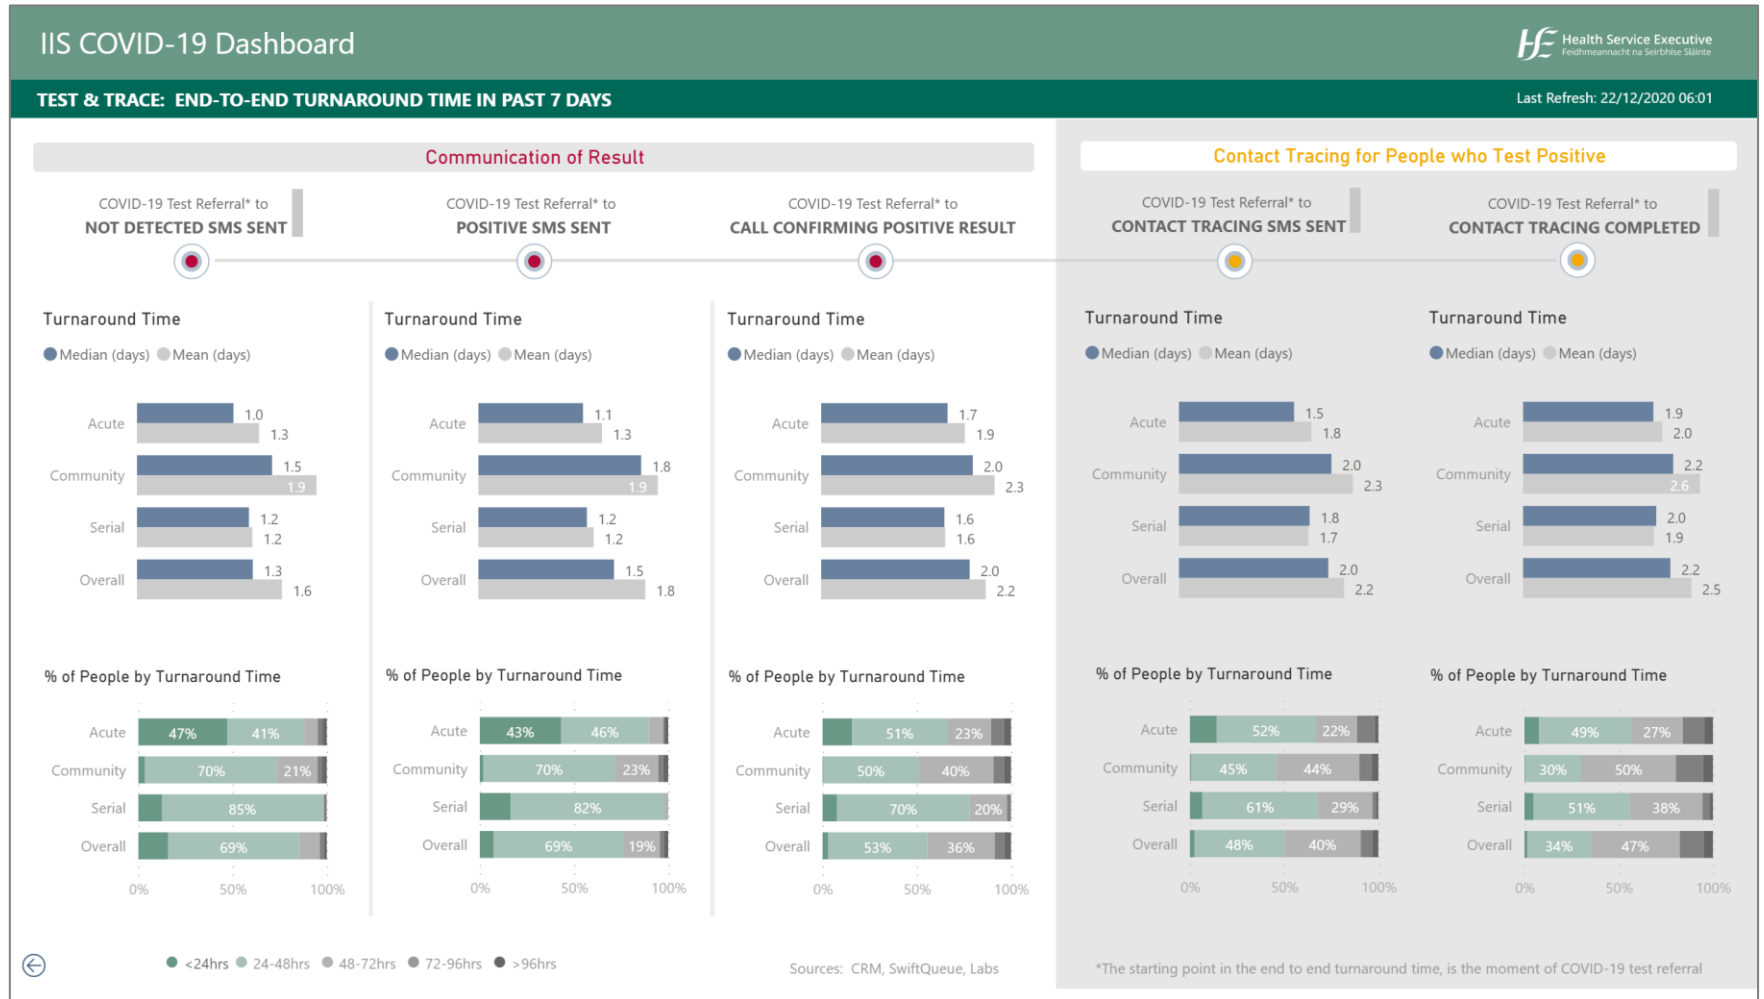 IIS COVID-19 Dashboard
Health Service Executive
Feidhmeannacht na Seirbhíse Sláinte
TEST & TRACE: END-TO-END TURNAROUND TIME IN PAST 7 DAYS
Last Refresh: 22/12/2020 06:01
Communication of Result
Contact Tracing for People who Test Positive
COVID-19 Test Referral* to
NOT DETECTED SMS SENT
COVID-19 Test Referral* to
POSITIVE SMS SENT
COVID-19 Test Referral* to
CALL CONFIRMING POSITIVE RESULT
COVID-19 Test Referral* to
CONTACT TRACING SMS SENT
COVID-19 Test Referral* to
CONTACT TRACING COMPLETED
Turnaround Time
Median (days) Mean (days)
Acute 1.0
1.3
Community 1.5
1.9
Serial 1.2
1.2
Overall 1.3
1.6
Turnaround Time
Median (days) Mean (days)
Acute 1.1
1.3
Community 1.8
1.9
Serial 1.2
1.2
Overall 1.5
1.8
Turnaround Time
Median (days) Mean (days)
Acute 1.7
1.9
Community 2.0
2.3
Serial 1.6
1.6
Overall 2.0
2.2
Turnaround Time
Median (days) Mean (days)
Acute 1.5
1.8
Community 2.0
2.3
Serial 1.8
1.7
Overall 2.0
2.2
Turnaround Time
Median (days) Mean (days)
Acute 1.9
2.0
Community 2.2
2.6
Serial 2.0
1.9
Overall 2.2
2.5
% of People by Turnaround Time
Acute 47% 41%
Community 70% 21%
Serial 85%
Overall 69%
0% 50% 100%
% of People by Turnaround Time
Acute 43% 46%
Community 70% 23%
Serial 82%
Overall 69% 19%
0% 50% 100%
% of People by Turnaround Time
Acute 51% 23%
Community 50% 40%
Serial 70% 20%
Overall 53% 36%
0% 50% 100%
% of People by Turnaround Time
Acute 52% 22%
Community 45% 44%
Serial 61% 29%
Overall 48% 40%
0% 50% 100%
% of People by Turnaround Time
Acute 49% 27%
Community 30% 50%
Serial 51% 38%
Overall 34% 47%
0% 50% 100%
<24hrs 24-48hrs 48-72hrs 72-96hrs >96hrs
Sources: CRM, SwiftQueue, Labs
*The starting point in the end to end turnaround time, is the moment of COVID-19 test referral